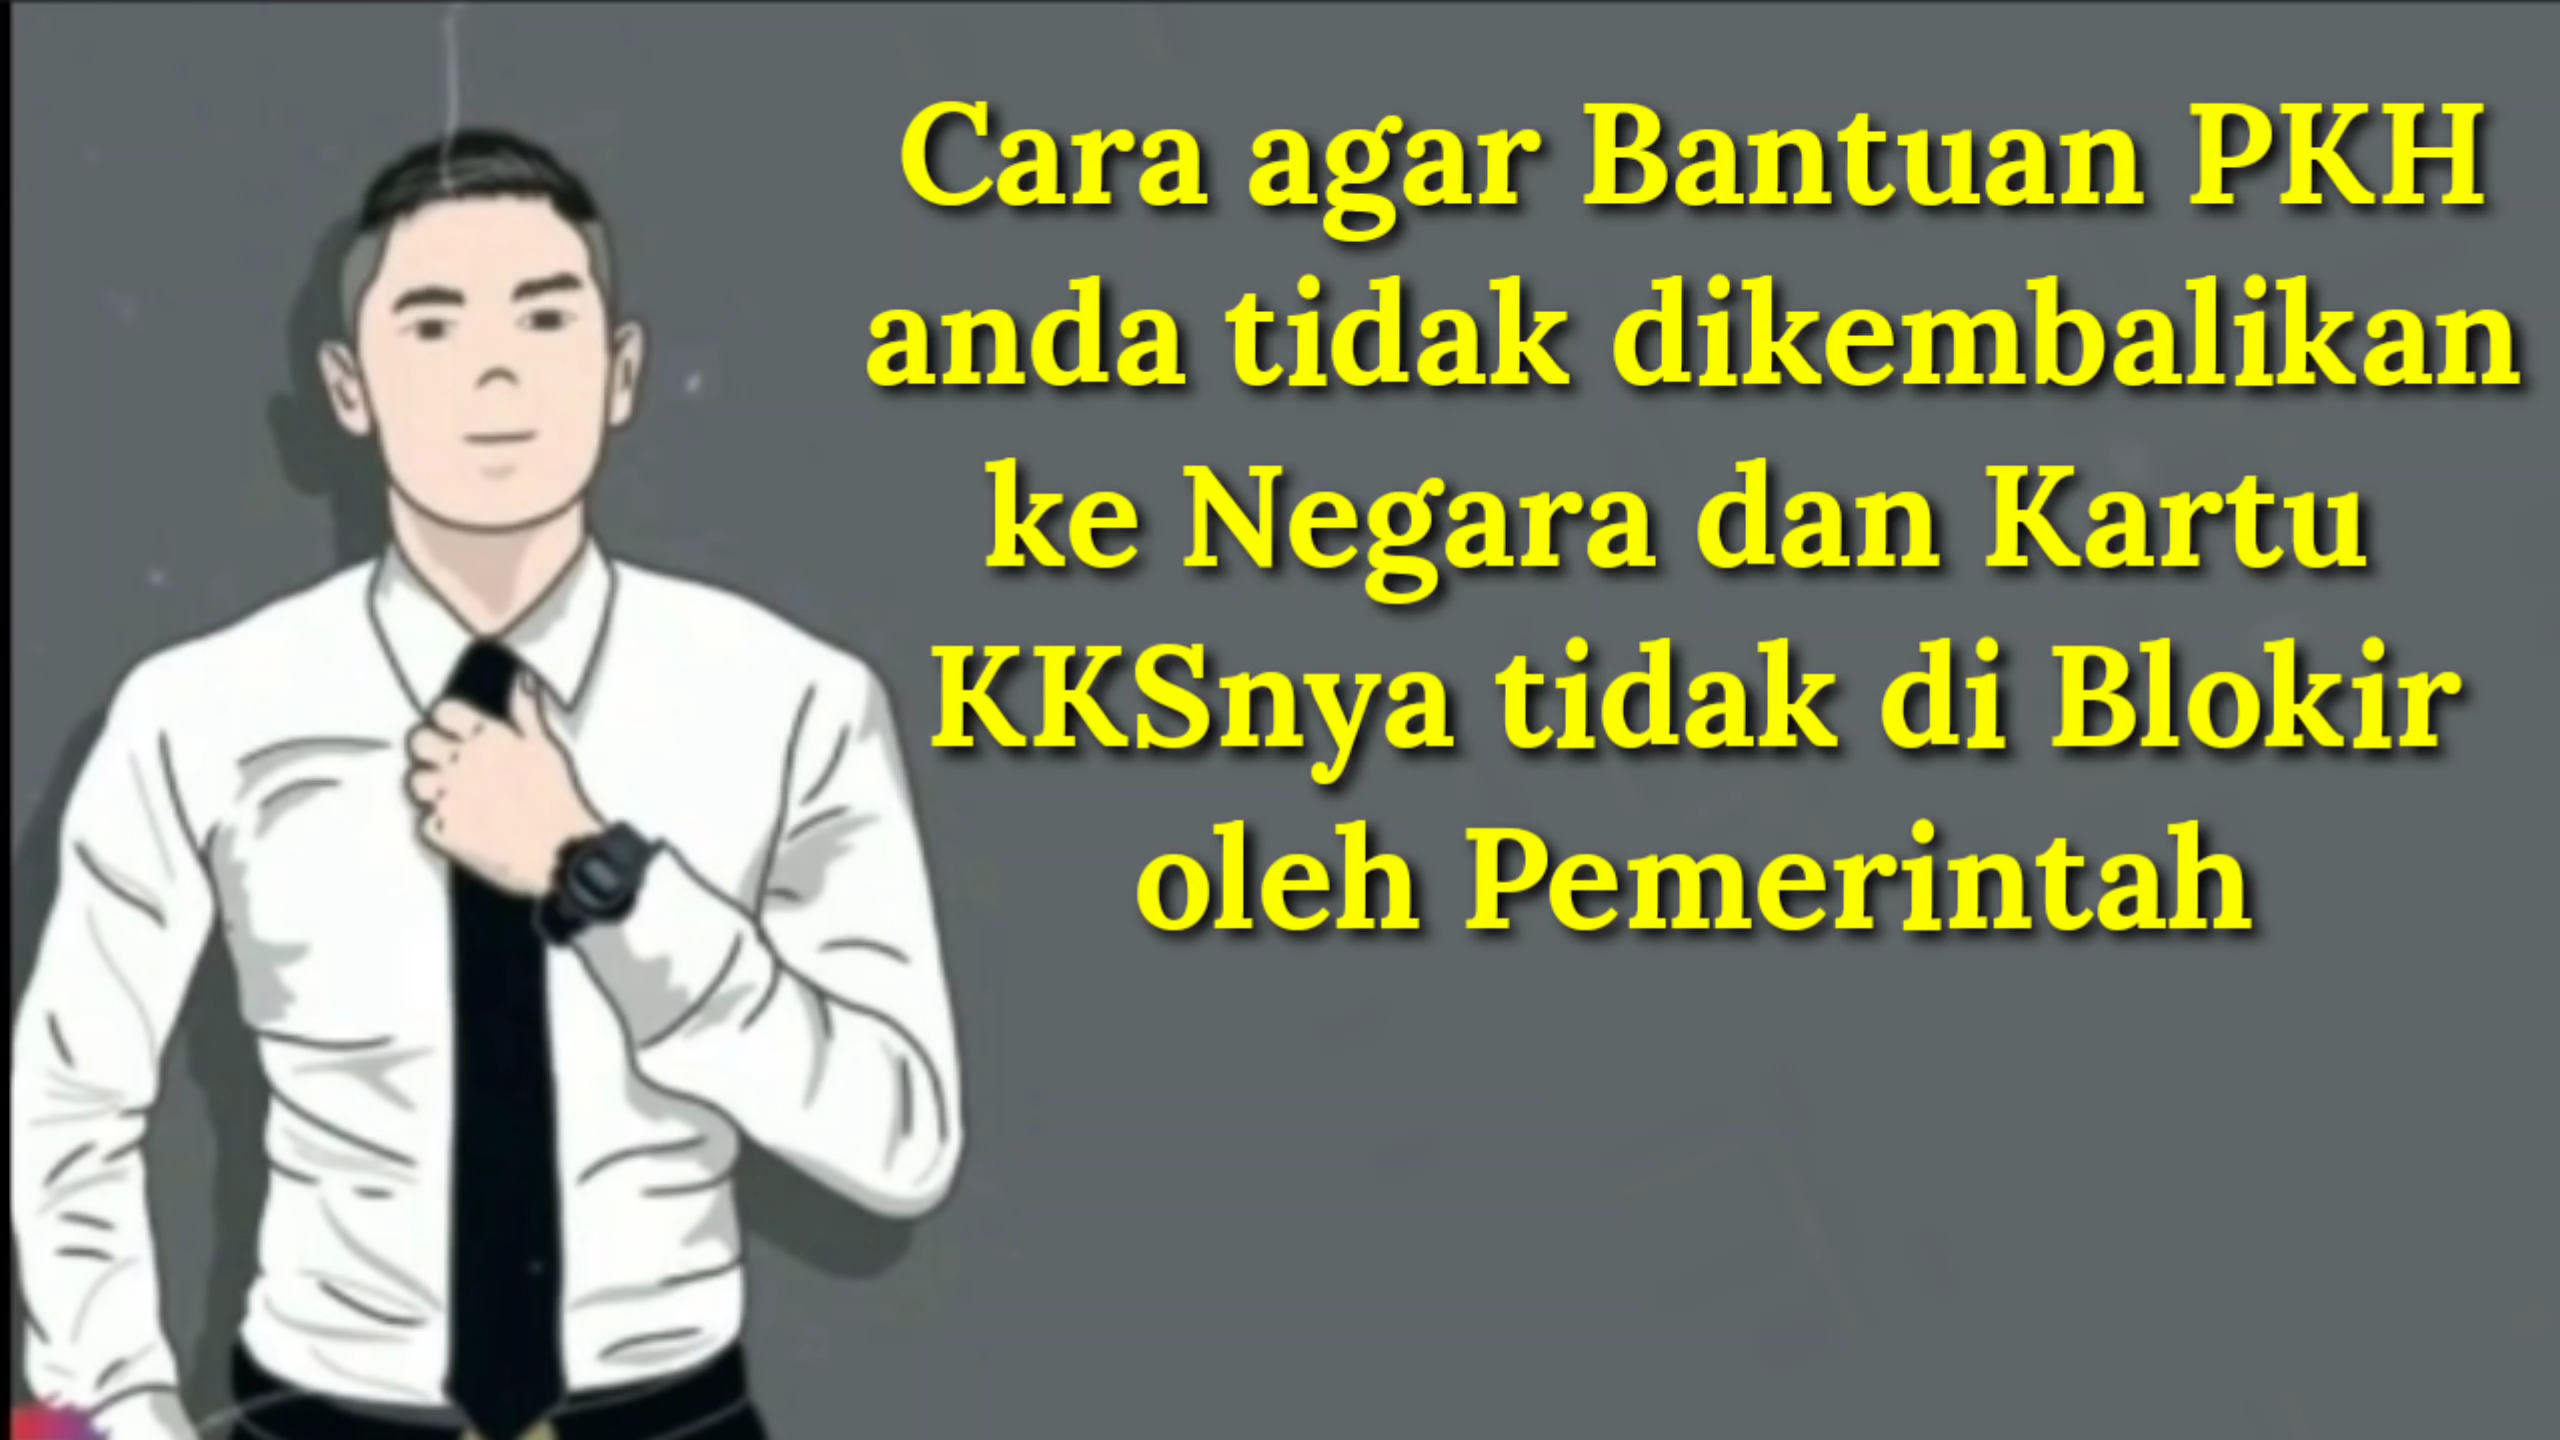 Cara agar Bantuan PKH
anda tidak dikembalikan
ke Negara dan Kartu
KKSnya tidak di Blokir
oleh Pemerintah